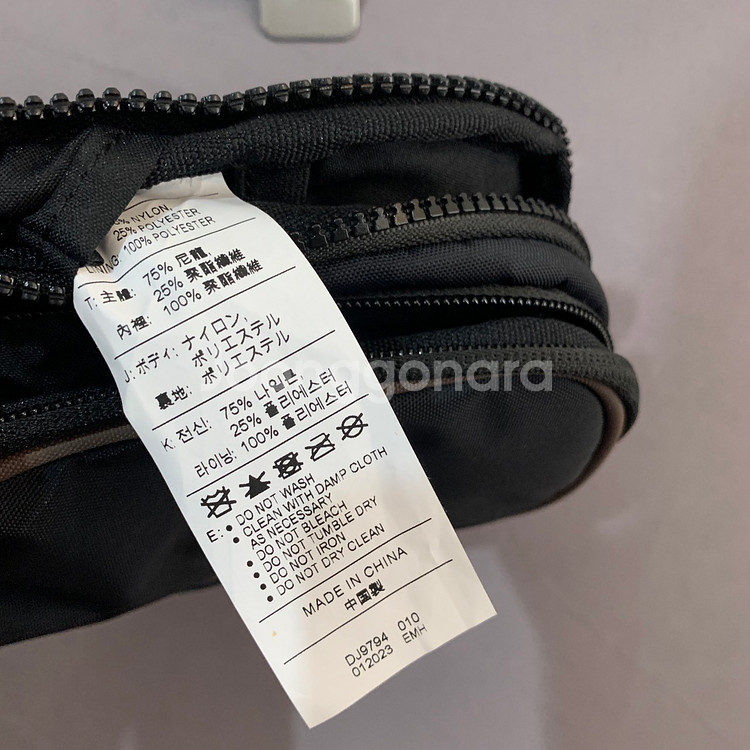 NYLON,
25% POLYESTER
LINING: 100% POLYESTER
T: 主體: 75% 尼龍
25% 聚酯纖維
內裡: 100% 聚酯纖維
J: ボディ: ナイロン,
ポリエステル
裏地: ポリエステル
K: 전신: 75% 나일론
25% 폴리에스터
라이닝: 100% 폴리에스터
E: • DO NOT WASH
• CLEAN WITH DAMP CLOTH
AS NECESSARY
• DO NOT BLEACH
• DO NOT TUMBLE DRY
• DO NOT IRON
• DO NOT DRY CLEAN
MADE IN CHINA
中国製
DJ9794 010
012023 EMH